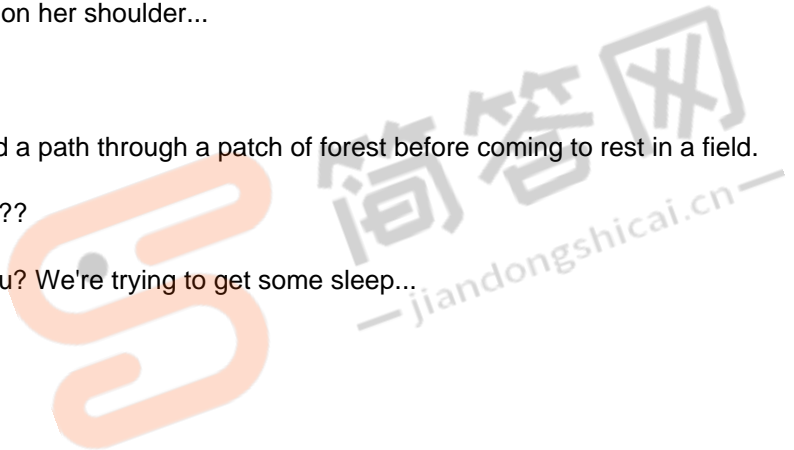 on her shoulder...
d a path through a patch of forest before coming to rest in a field.
??
u? We're trying to get some sleep...
简答网
jiandongshicai.cn